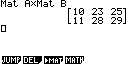 Mat A×Mat B
[10 23 25]
[11 28 29]
JUMP DEL ▶MAT MATH